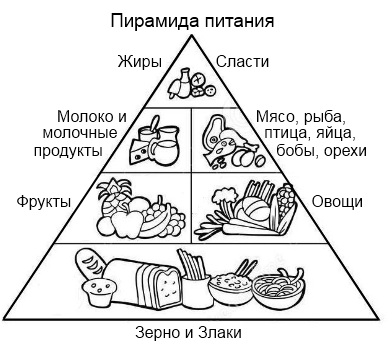 Пирамида питания
Жиры
Сласти
Молоко и
молочные
продукты
Мясо, рыба,
птица, яйца,
бобы, орехи
Фрукты
Овощи
Зерно и Злаки